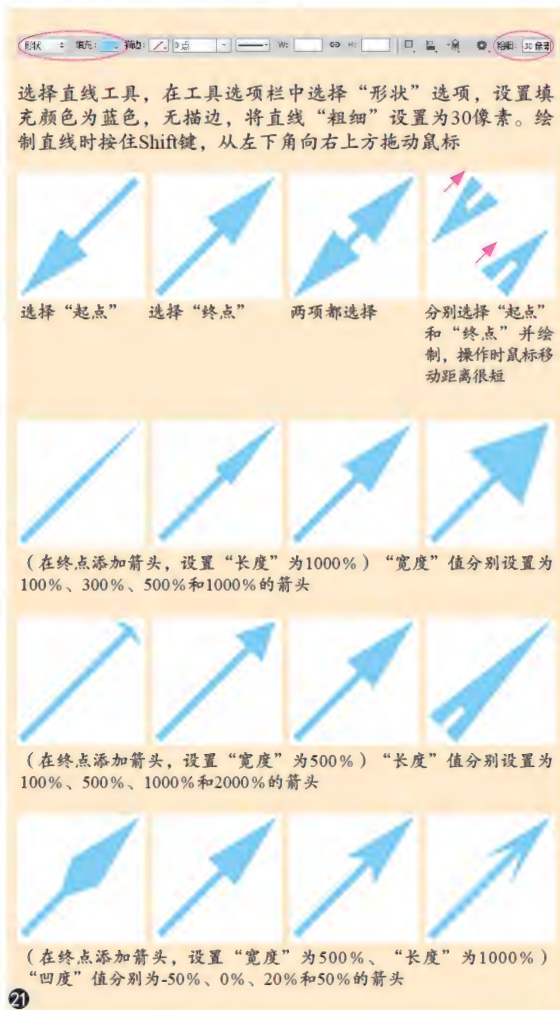 形状 填充: 描边: 0点 W: H: 粗细: 30像素
选择直线工具，在工具选项栏中选择“形状”选项，设置填
充颜色为蓝色，无描边，将直线“粗细”设置为30像素。绘
制直线时按住Shift键，从左下角向右上方拖动鼠标
选择“起点”
选择“终点”
两项都选择
分别选择“起点”
和“终点”并绘
制，操作时鼠标移
动距离很短
（在终点添加箭头，设置“长度”为1000%）“宽度”值分别设置为
100%、300%、500%和1000%的箭头
（在终点添加箭头，设置“宽度”为500%）“长度”值分别设置为
100%、500%、1000%和2000%的箭头
（在终点添加箭头，设置“宽度”为500%、“长度”为1000%）
“凹度”值分别为-50%、0%、20%和50%的箭头
21